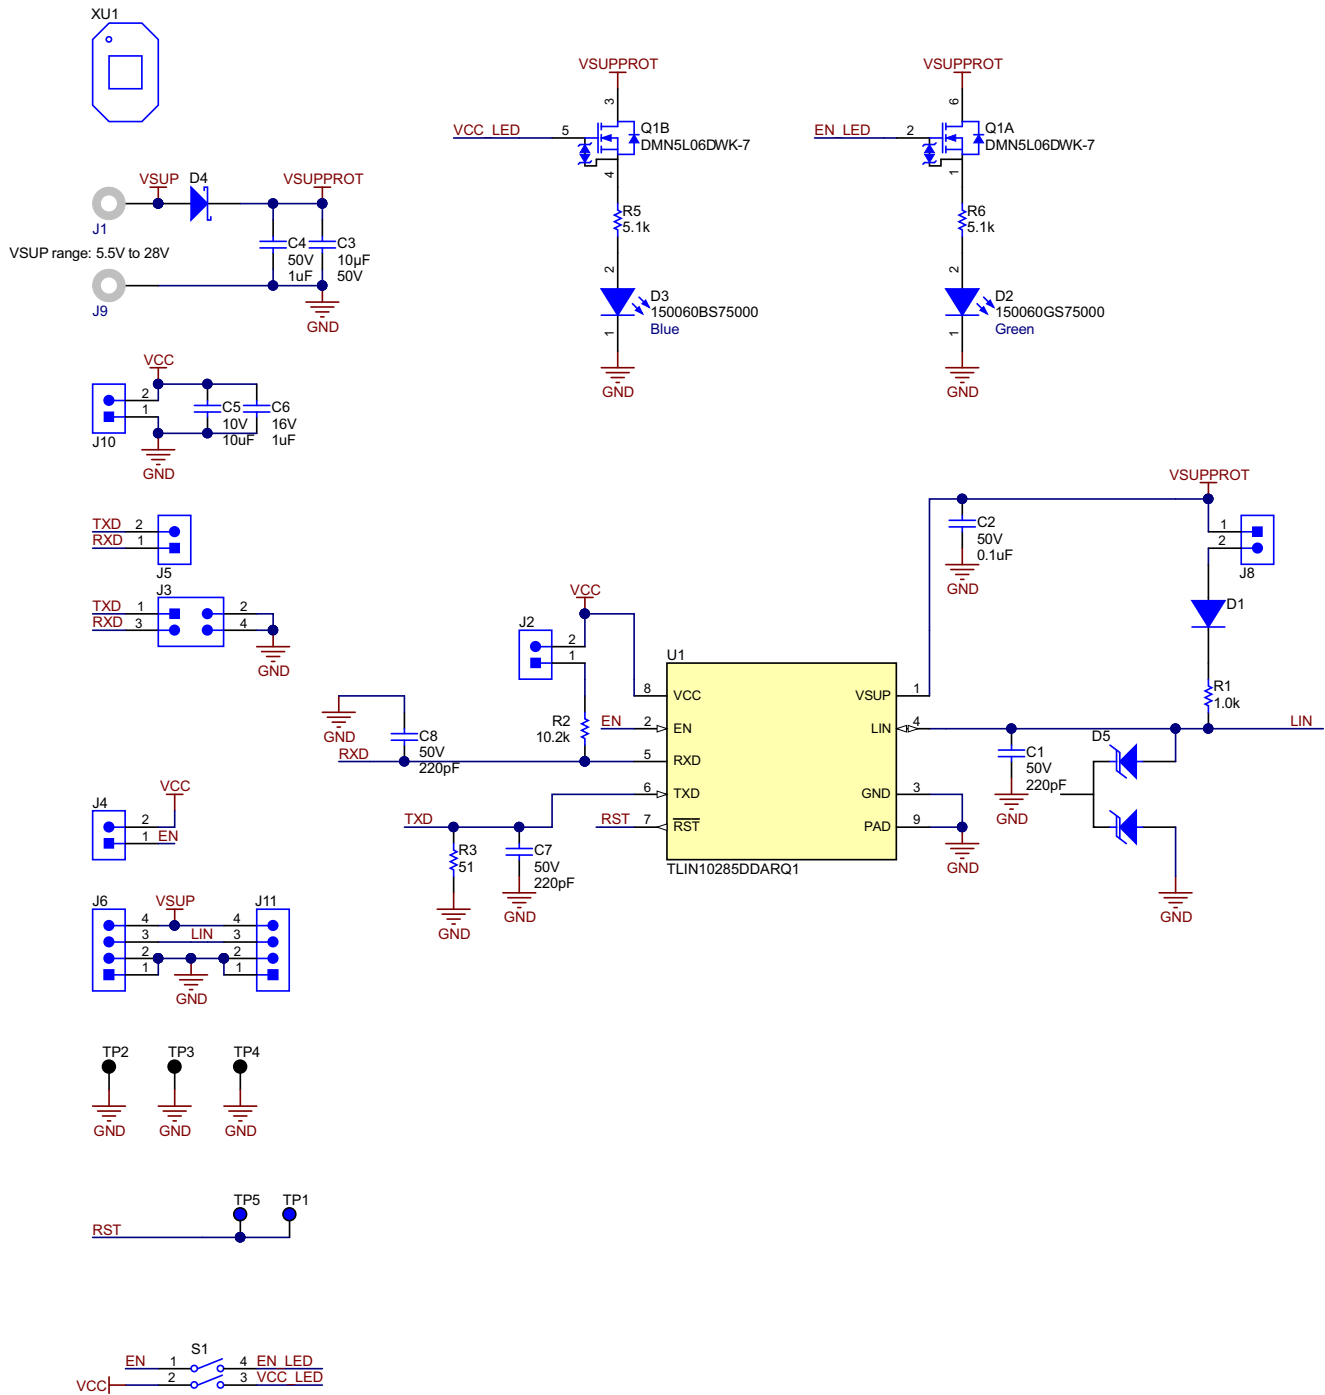 XU1
VSUP
D4
VSUPPROT
J1
C4
50V
1uF
C3
10µF
50V
VSUP range: 5.5V to 28V
J9
GND
VCC
2
1
J10
C5
10V
10uF
C6
16V
1uF
GND
TXD 2
RXD 1
J5
J3
TXD 1
RXD 3
2
4
GND
VCC
J4
2
1 EN
J6
VSUP
J11
4 4
3 LIN 3
2 2
1 1
GND
TP2
TP3
TP4
GND
GND
GND
TP5
TP1
RST
S1
EN 1 4 EN_LED
VCC 2 3 VCC_LED
VSUPPROT
3
VCC_LED 5
Q1B
DMN5L06DWK-7
4
R5
5.1k
2
D3
150060BS75000
Blue
1
GND
VSUPPROT
6
EN_LED 2
Q1A
DMN5L06DWK-7
1
R6
5.1k
2
D2
150060GS75000
Green
1
GND
VCC
J2
2
1
R2
10.2k
GND
C8
50V
220pF
RXD
EN
TXD
RST
R3
51
GND
C7
50V
220pF
GND
U1
8 VCC
2 EN
5 RXD
6 TXD
7 RST
VSUP 1
LIN 4
GND 3
PAD 9
TLIN10285DDARQ1
GND
C2
50V
0.1uF
GND
VSUPPROT
1
2
J8
D1
R1
1.0k
LIN
C1
50V
220pF
GND
D5
GND